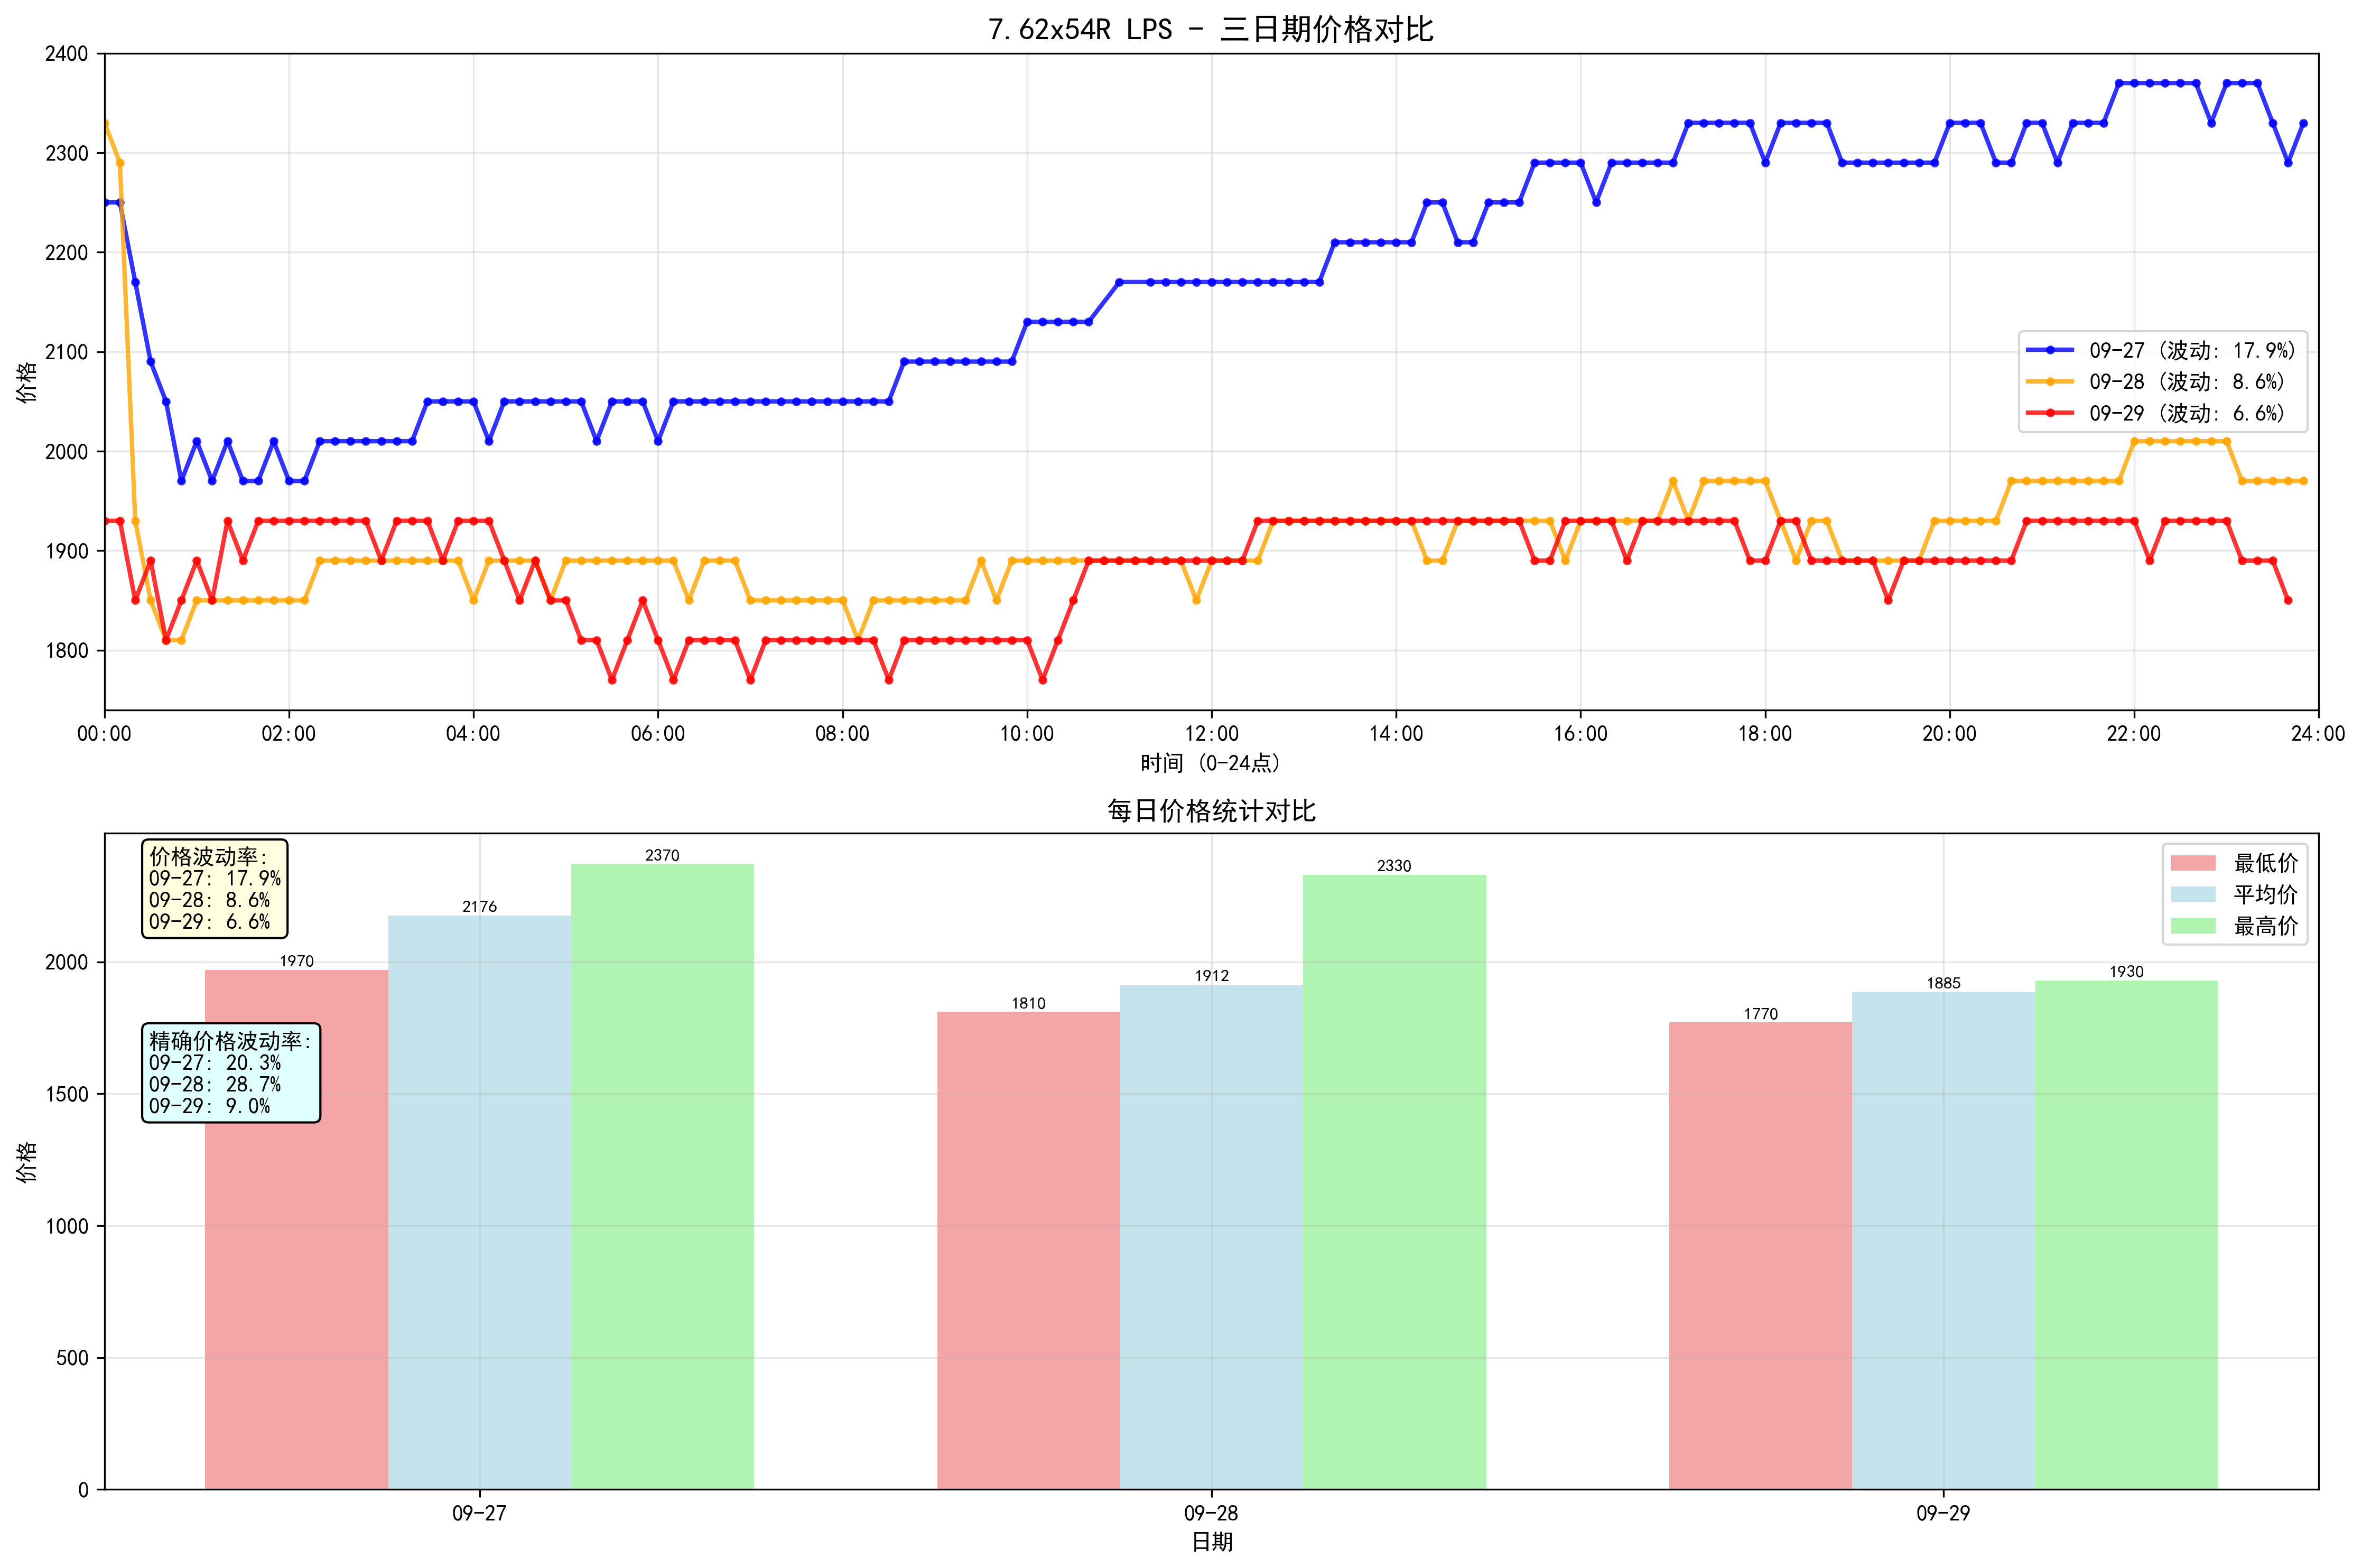 7.62x54R LPS - 三日期价格对比
2400
2300
2200
2100
2000
1900
1800
价格
09-27 (波动: 17.9%)
09-28 (波动: 8.6%)
09-29 (波动: 6.6%)
00:00 02:00 04:00 06:00 08:00 10:00 12:00 14:00 16:00 18:00 20:00 22:00 24:00
时间 (0-24点)
每日价格统计对比
价格波动率:
09-27: 17.9%
09-28: 8.6%
09-29: 6.6%
精确价格波动率:
09-27: 20.3%
09-28: 28.7%
09-29: 9.0%
最低价
平均价
最高价
1970 2176 2370
1810 1912 2330
1770 1885 1930
2000
1500
1000
500
0
价格
09-27 09-28 09-29
日期